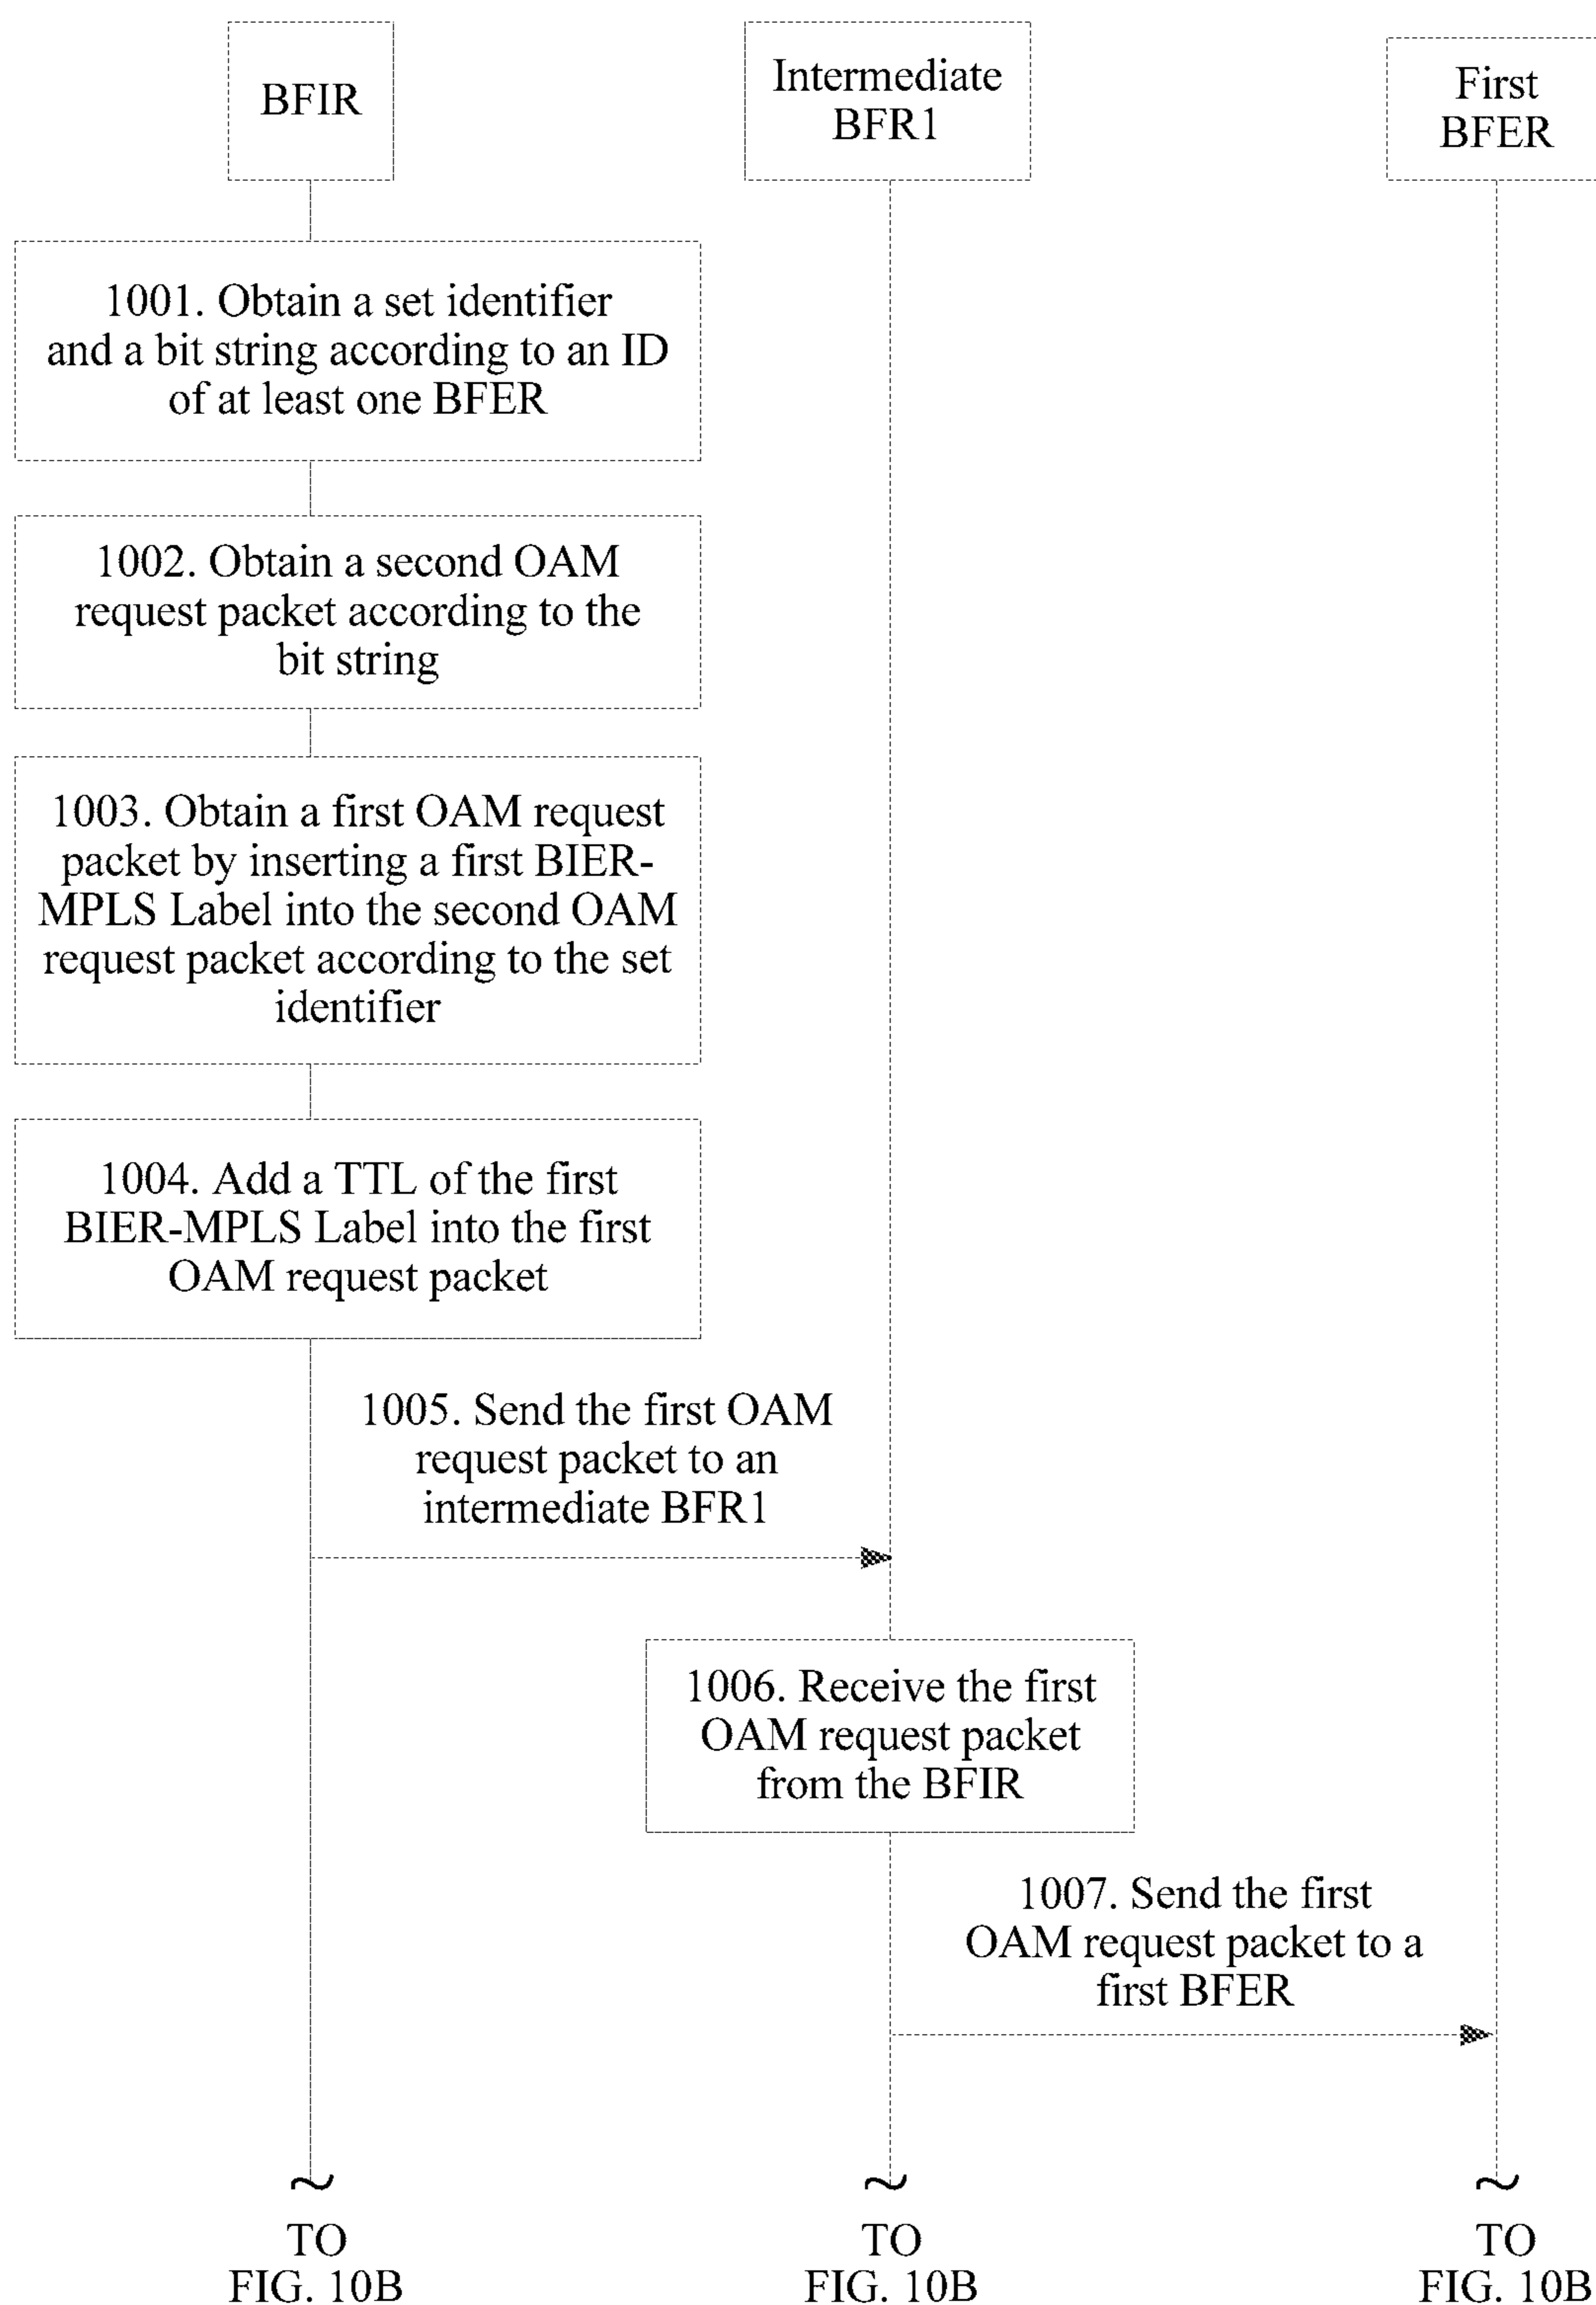 BFIR
Intermediate
BFR1
First
BFER
1001. Obtain a set identifier
and a bit string according to an ID
of at least one BFER
1002. Obtain a second OAM
request packet according to the
bit string
1003. Obtain a first OAM request
packet by inserting a first BIER-
MPLS Label into the second OAM
request packet according to the set
identifier
1004. Add a TTL of the first
BIER-MPLS Label into the first
OAM request packet
1005. Send the first OAM
request packet to an
intermediate BFR1
1006. Receive the first
OAM request packet
from the BFIR
1007. Send the first
OAM request packet to a
first BFER
TO
FIG. 10B
TO
FIG. 10B
TO
FIG. 10B